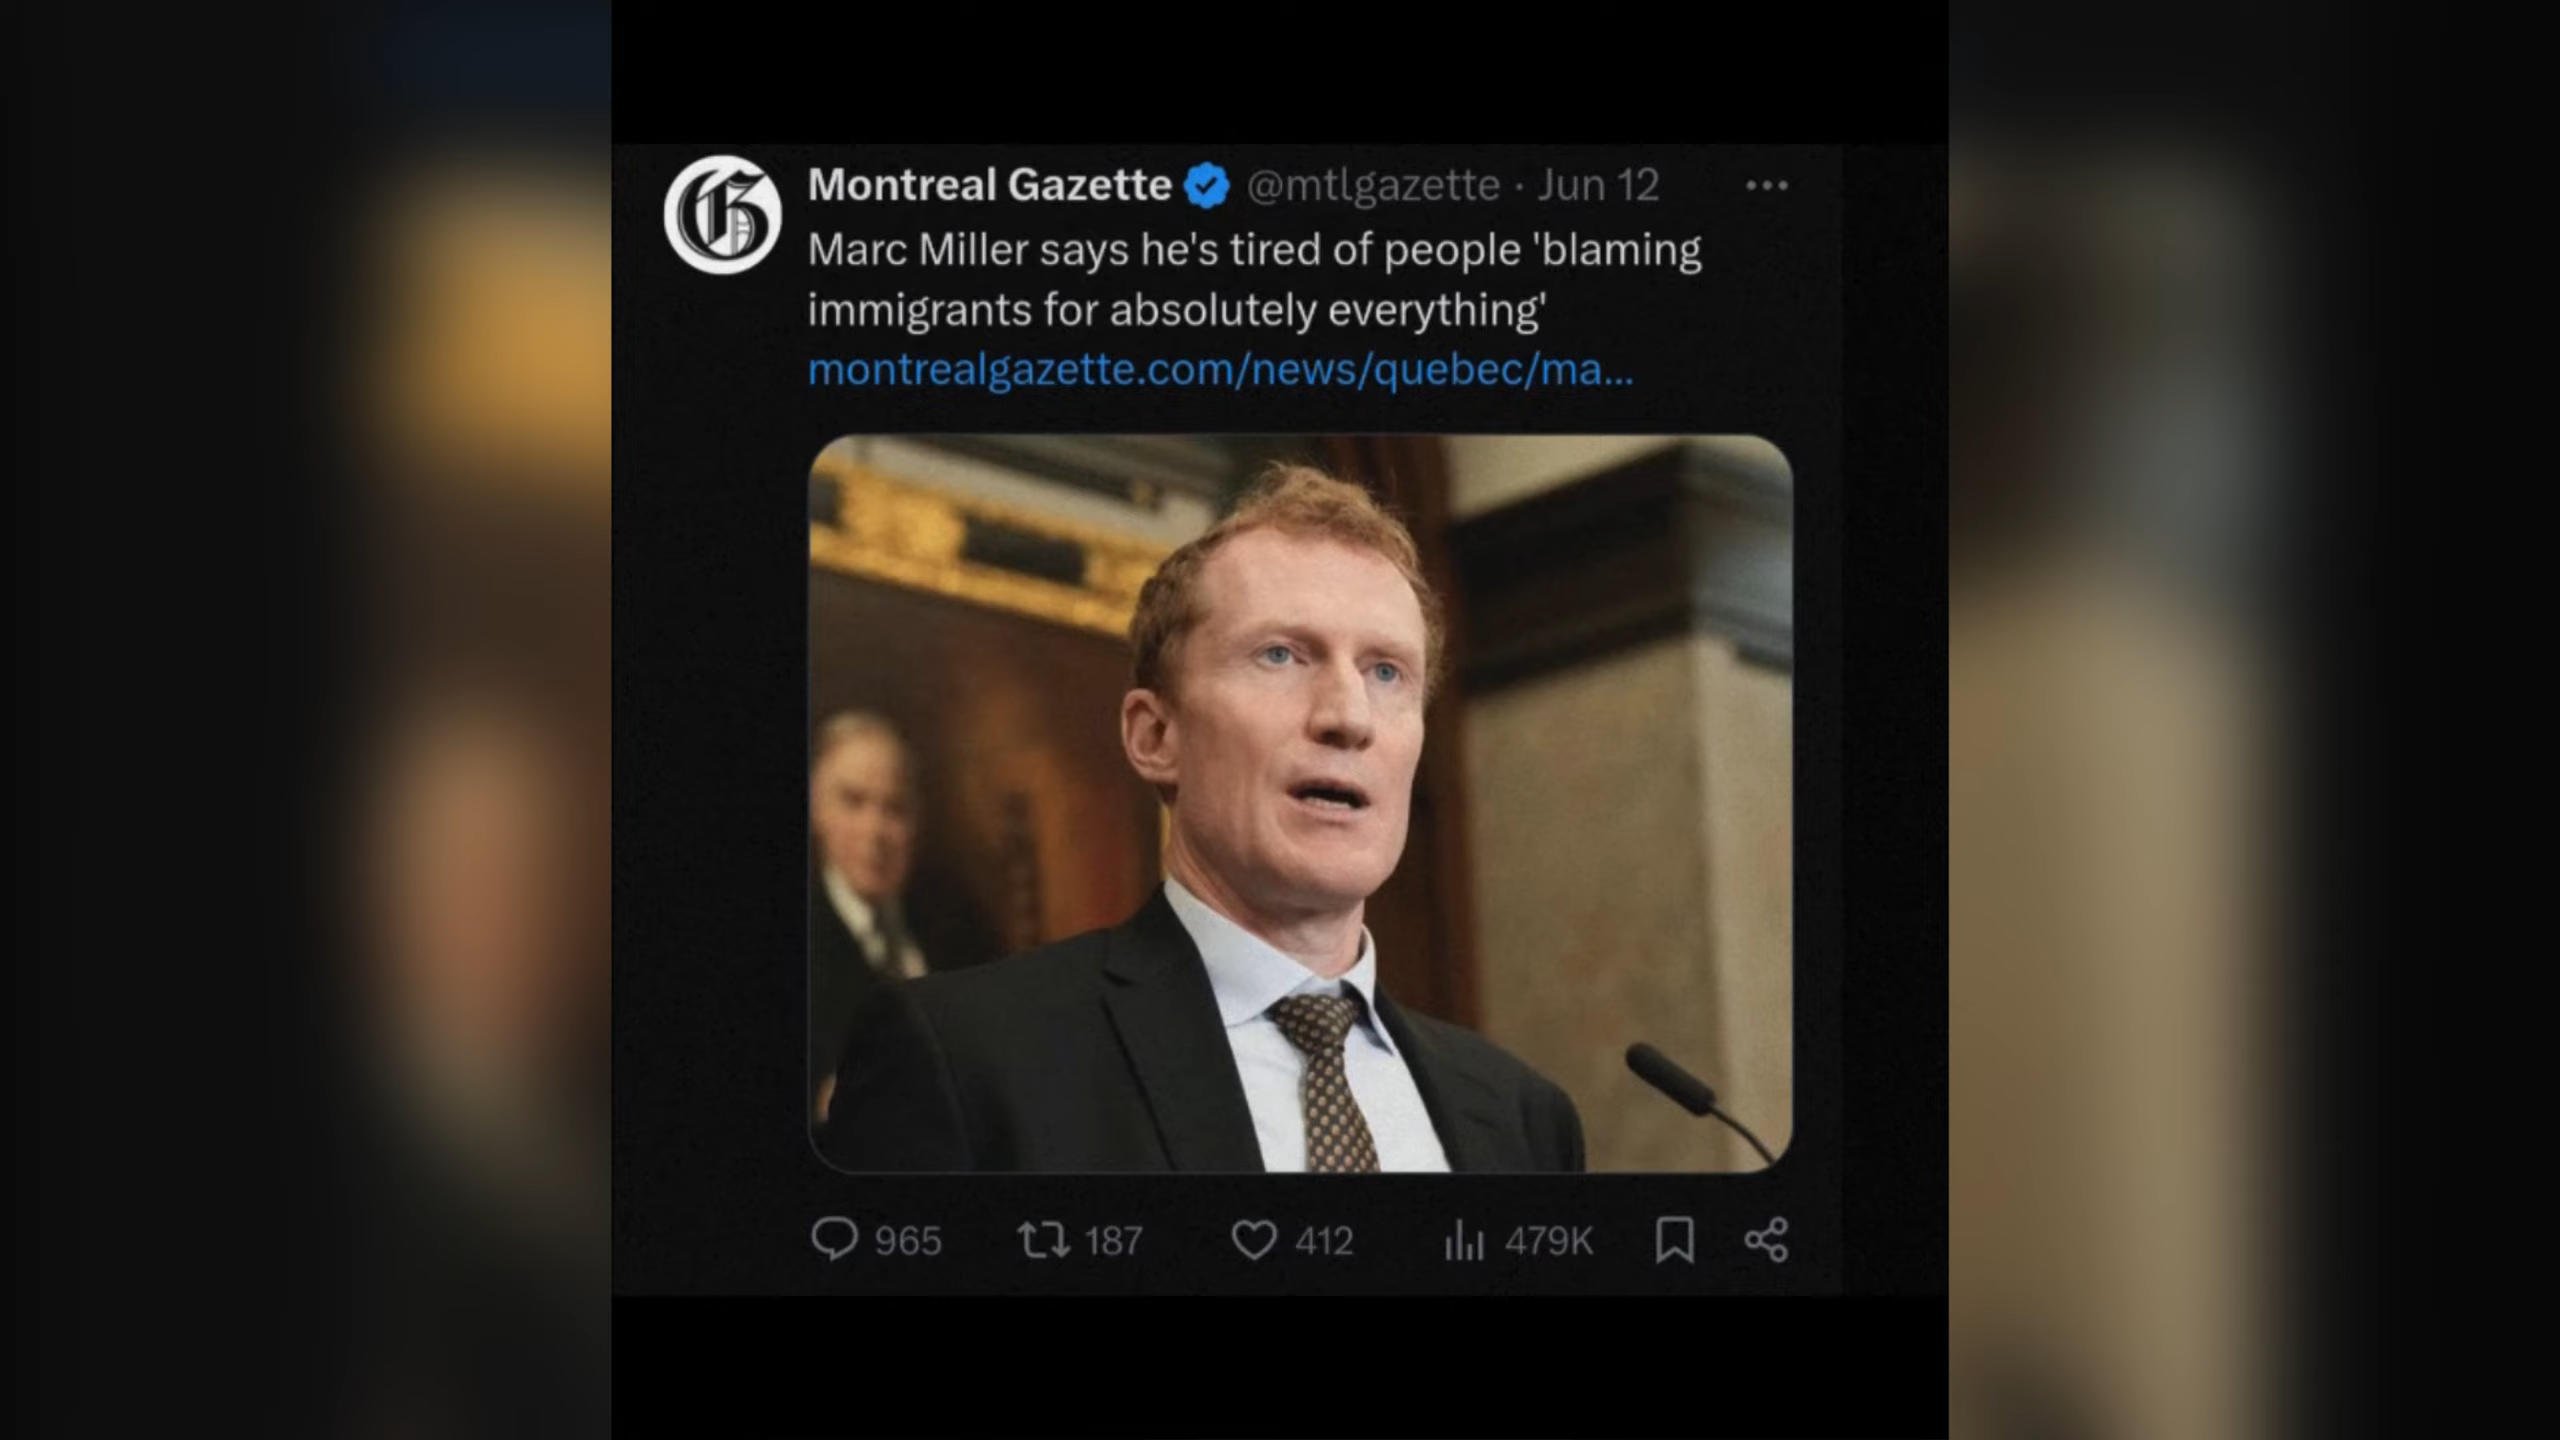 Montreal Gazette @mtlgazette · Jun 12
Marc Miller says he's tired of people 'blaming
immigrants for absolutely everything'
montrealgazette.com/news/quebec/ma...
965 187 412 479K